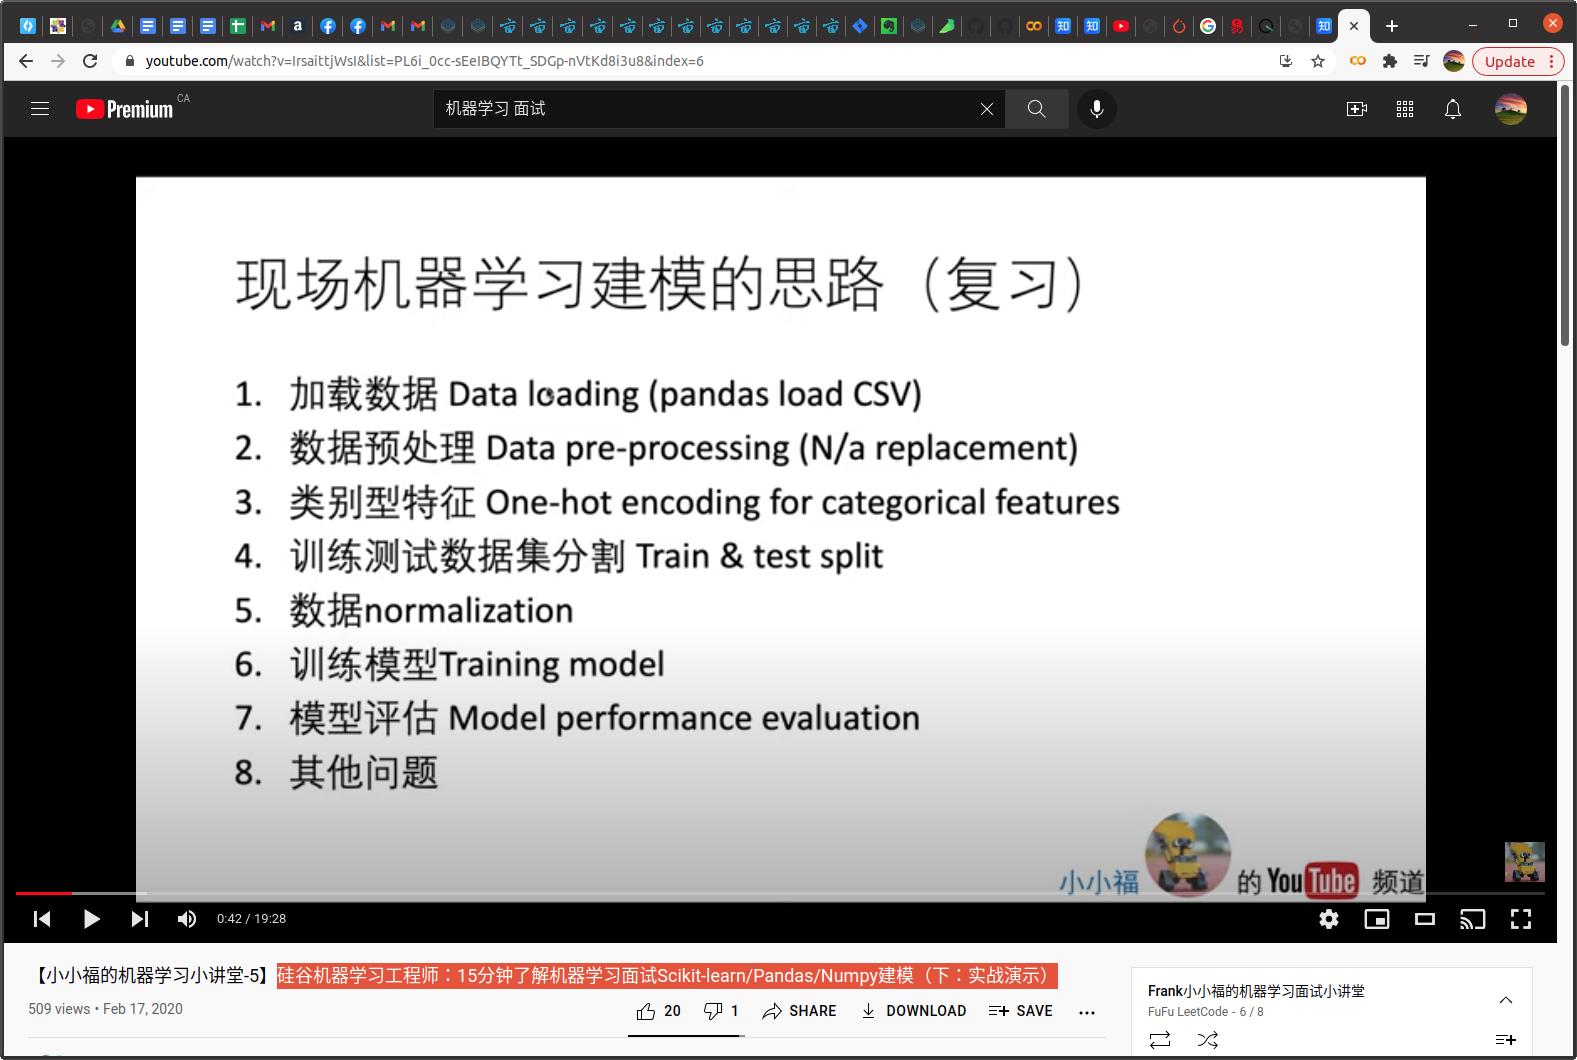 youtube.com/watch?v=IrsaittjWsI&list=PL6i_0cc-sEeIBQYTt_SDGp-nVtKd8i3u8&index=6
Update
Premium CA
机器学习 面试
现场机器学习建模的思路（复习）
1. 加载数据 Data loading (pandas load CSV)
2. 数据预处理 Data pre-processing (N/a replacement)
3. 类别型特征 One-hot encoding for categorical features
4. 训练测试数据集分割 Train & test split
5. 数据normalization
6. 训练模型Training model
7. 模型评估 Model performance evaluation
8. 其他问题
小小福 的 YouTube 频道
0:42 / 19:28
【小小福的机器学习小讲堂-5】硅谷机器学习工程师：15分钟了解机器学习面试Scikit-learn/Pandas/Numpy建模（下：实战演示）
509 views • Feb 17, 2020
20 1 SHARE DOWNLOAD SAVE
Frank小小福的机器学习面试小讲堂
FuFu LeetCode - 6 / 8